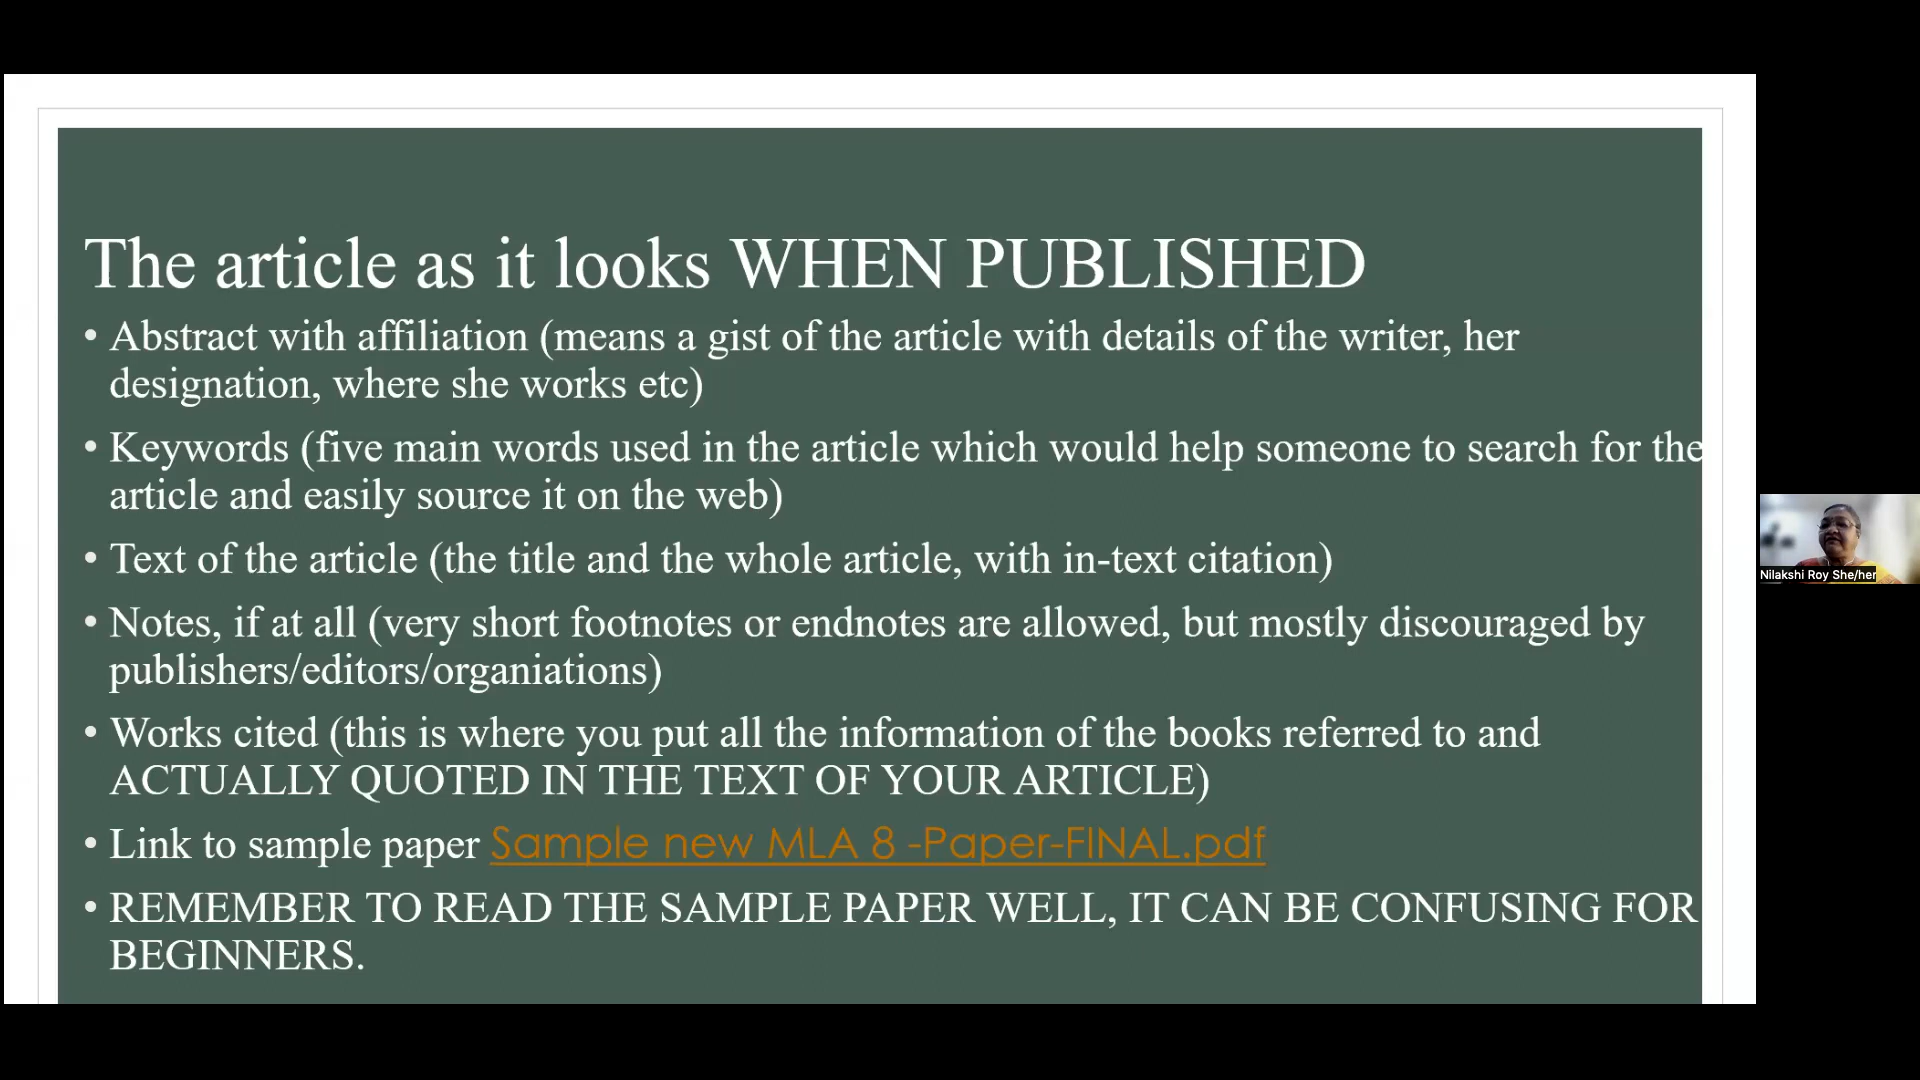 The article as it looks WHEN PUBLISHED
• Abstract with affiliation (means a gist of the article with details of the writer, her
designation, where she works etc)
• Keywords (five main words used in the article which would help someone to search for the
article and easily source it on the web)
• Text of the article (the title and the whole article, with in-text citation)
• Notes, if at all (very short footnotes or endnotes are allowed, but mostly discouraged by
publishers/editors/organiations)
• Works cited (this is where you put all the information of the books referred to and
ACTUALLY QUOTED IN THE TEXT OF YOUR ARTICLE)
• Link to sample paper Sample new MLA 8 -Paper-FINAL.pdf
• REMEMBER TO READ THE SAMPLE PAPER WELL, IT CAN BE CONFUSING FOR
BEGINNERS.
Nilakshi Roy She/her